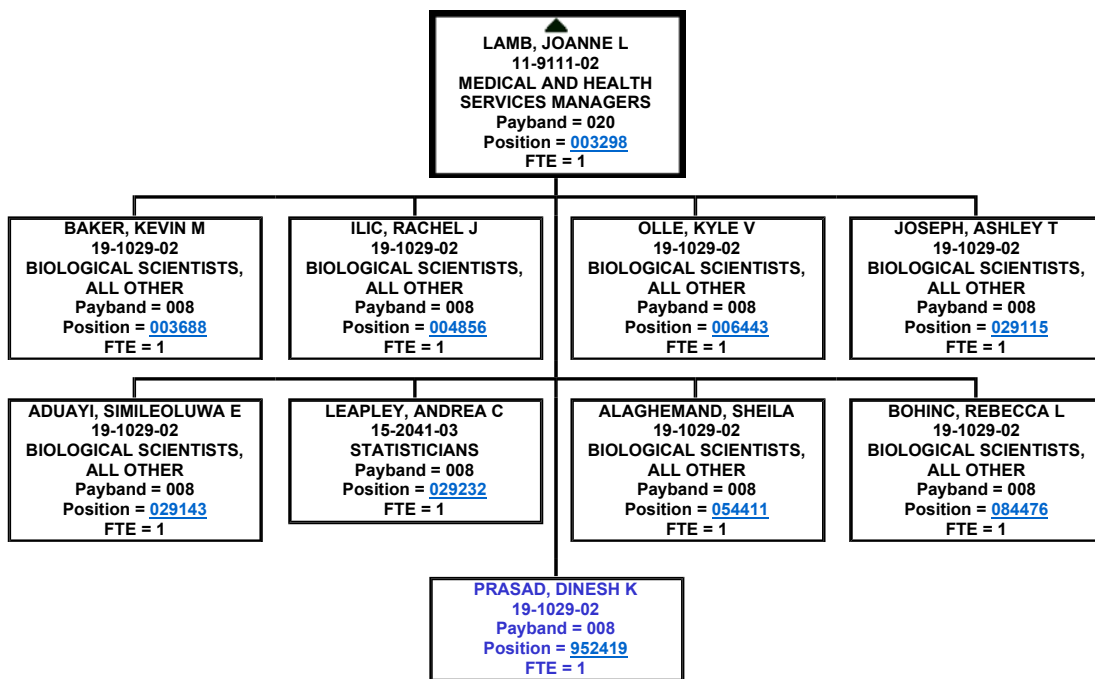 LAMB, JOANNE L
11-9111-02
MEDICAL AND HEALTH
SERVICES MANAGERS
Payband = 020
Position = 003298
FTE = 1
BAKER, KEVIN M
19-1029-02
BIOLOGICAL SCIENTISTS,
ALL OTHER
Payband = 008
Position = 003688
FTE = 1
ILIC, RACHEL J
19-1029-02
BIOLOGICAL SCIENTISTS,
ALL OTHER
Payband = 008
Position = 004856
FTE = 1
OLLE, KYLE V
19-1029-02
BIOLOGICAL SCIENTISTS,
ALL OTHER
Payband = 008
Position = 006443
FTE = 1
JOSEPH, ASHLEY T
19-1029-02
BIOLOGICAL SCIENTISTS,
ALL OTHER
Payband = 008
Position = 029115
FTE = 1
ADUAYI, SIMILEOLUWA E
19-1029-02
BIOLOGICAL SCIENTISTS,
ALL OTHER
Payband = 008
Position = 029143
FTE = 1
LEAPLEY, ANDREA C
15-2041-03
STATISTICIANS
Payband = 008
Position = 029232
FTE = 1
ALAGHEMAND, SHEILA
19-1029-02
BIOLOGICAL SCIENTISTS,
ALL OTHER
Payband = 008
Position = 054411
FTE = 1
BOHINC, REBECCA L
19-1029-02
BIOLOGICAL SCIENTISTS,
ALL OTHER
Payband = 008
Position = 084476
FTE = 1
PRASAD, DINESH K
19-1029-02
Payband = 008
Position = 952419
FTE = 1